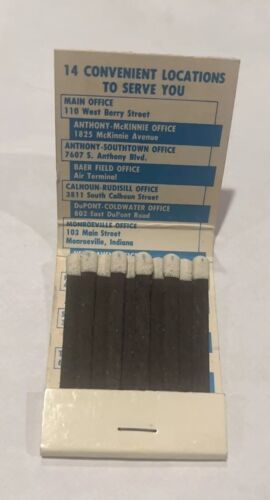 14 CONVENIENT LOCATIONS
TO SERVE YOU
MAIN OFFICE
110 West Berry Street
ANTHONY-McKINNIE OFFICE
1825 McKinnie Avenue
ANTHONY-SOUTHTOWN OFFICE
7607 S. Anthony Blvd.
BAER FIELD OFFICE
Air Terminal
CALHOUN-RUDISILL OFFICE
3811 South Calhoun Street
DuPONT-COLDWATER OFFICE
802 East DuPont Road
MONROEVILLE OFFICE
103 Main Street
Monroeville, Indiana